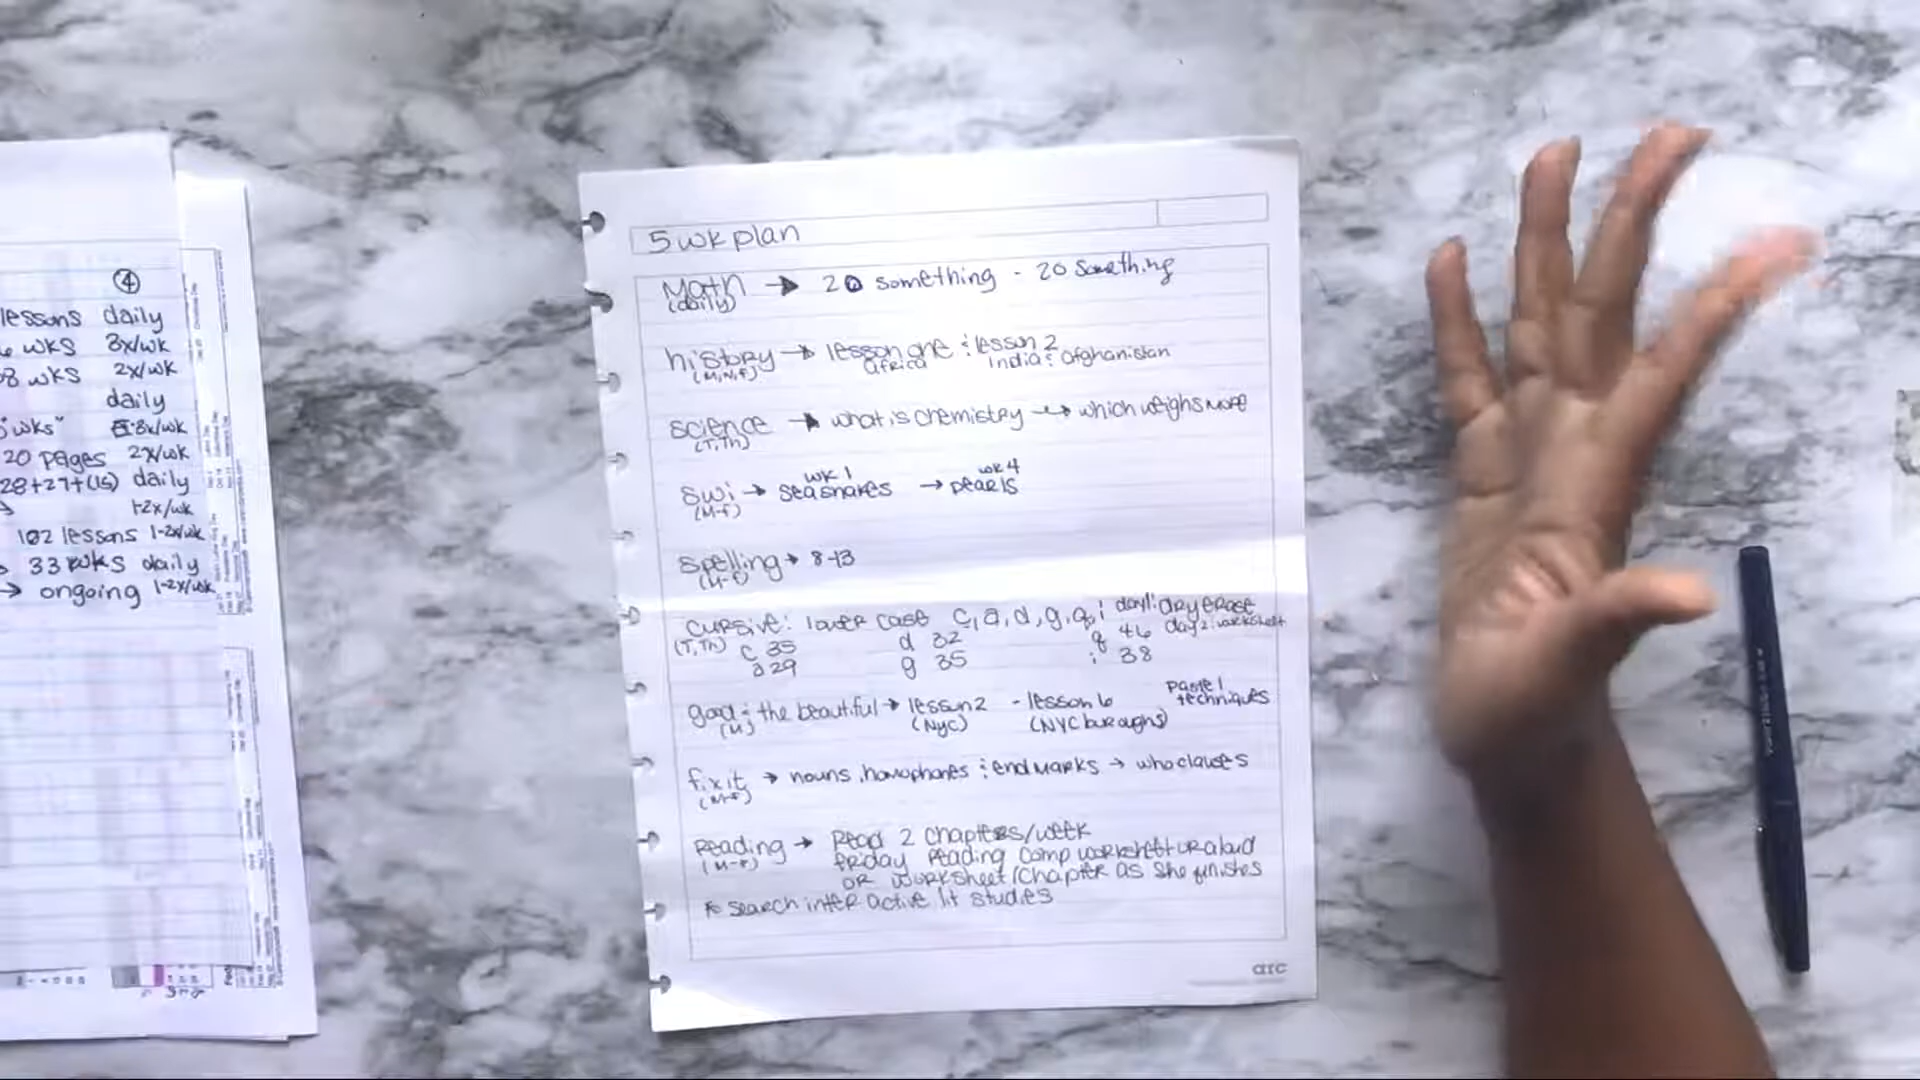 ④
lessons daily
wks 3x/wk
8 wks 2x/wk
daily
wks" 3x/wk
20 pages 2x/wk
28+27+(15) daily
1-2x/wk
102 lessons 1-2x/wk
33 wks daily
→ ongoing 1-2x/wk
5 wk plan
Math → 20 something - 20 something
(daily)
history → lesson one : lesson 2
(M,W,F) africa India : afghanistan
science → what is chemistry → which weighs more
(T,Th)
wk 1 wk 4
swi → sea snakes → pearls
(M-F)
spelling → 8-13
(M-F)
cursive: lower case c, a, d, g, q, i day1: dry erase
(T,Th) c 35 d 32 q 46 day2: worksheet
a 29 g 35 i 38
good : the beautiful → lesson 2 - lesson 6 pastel techniques
(M) (NYC) (NYC buroughs)
fix it → nouns, homophones : end marks → who clauses
(M-F)
Reading → Read 2 chapters/week
(M-F) friday reading comp worksheet or aloud
OR worksheet/chapter as she finishes
search inter active lit studies
arc